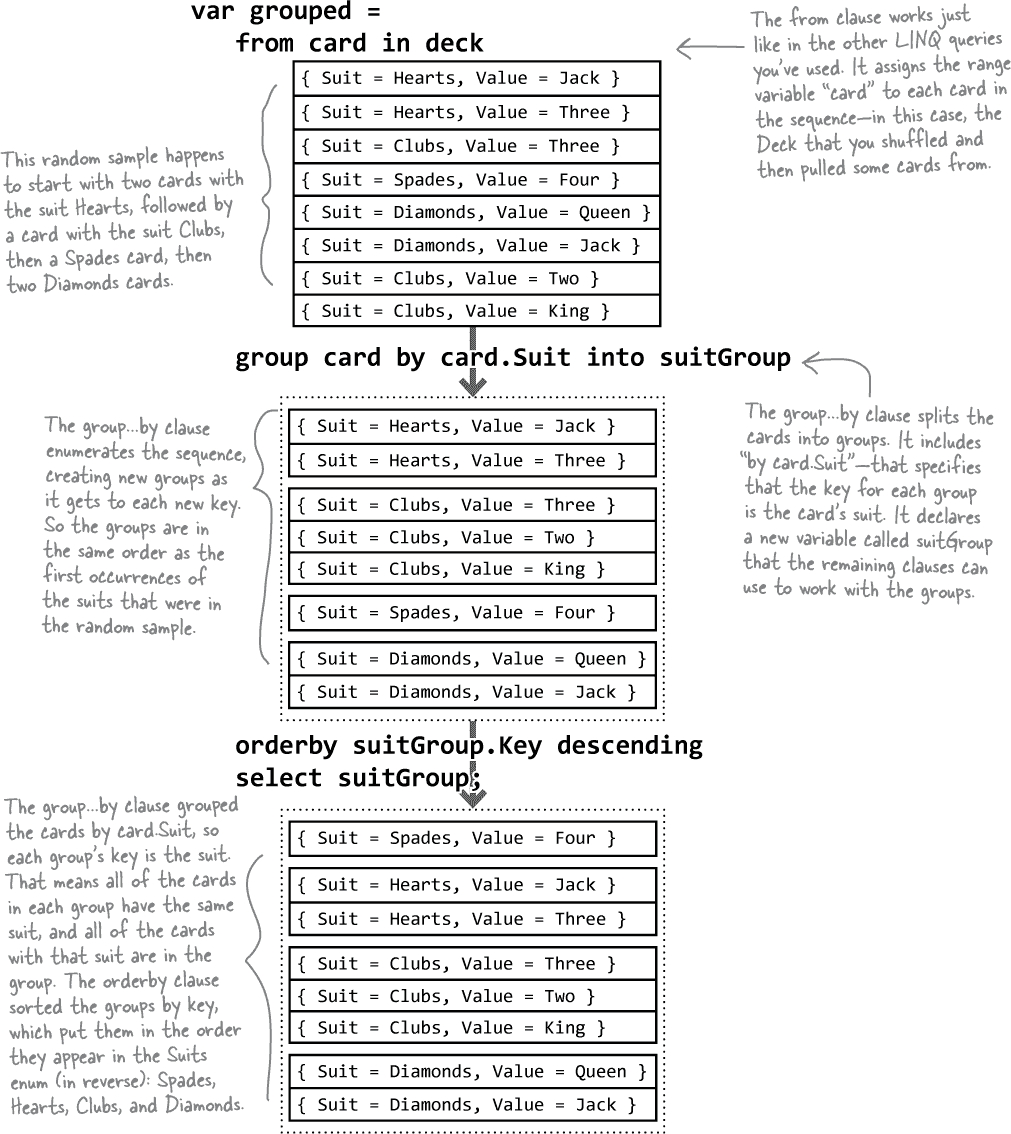 var grouped =
from card in deck
The from clause works just
like in the other LINQ queries
you've used. It assigns the range
variable “card” to each card in
the sequence—in this case, the
Deck that you shuffled and
then pulled some cards from.
{ Suit = Hearts, Value = Jack }
{ Suit = Hearts, Value = Three }
{ Suit = Clubs, Value = Three }
{ Suit = Spades, Value = Four }
{ Suit = Diamonds, Value = Queen }
{ Suit = Diamonds, Value = Jack }
{ Suit = Clubs, Value = Two }
{ Suit = Clubs, Value = King }
This random sample happens
to start with two cards with
the suit Hearts, followed by
a card with the suit Clubs,
then a Spades card, then
two Diamonds cards.
group card by card.Suit into suitGroup
The group...by clause
enumerates the sequence,
creating new groups as
it gets to each new key.
So the groups are in
the same order as the
first occurrences of
the suits that were in
the random sample.
{ Suit = Hearts, Value = Jack }
{ Suit = Hearts, Value = Three }
{ Suit = Clubs, Value = Three }
{ Suit = Clubs, Value = Two }
{ Suit = Clubs, Value = King }
{ Suit = Spades, Value = Four }
{ Suit = Diamonds, Value = Queen }
{ Suit = Diamonds, Value = Jack }
The group...by clause splits the
cards into groups. It includes
“by card.Suit”—that specifies
that the key for each group
is the card's suit. It declares
a new variable called suitGroup
that the remaining clauses can
use to work with the groups.
orderby suitGroup.Key descending
select suitGroup;
The group...by clause grouped
the cards by card.Suit, so
each group's key is the suit.
That means all of the cards
in each group have the same
suit, and all of the cards
with that suit are in the
group. The orderby clause
sorted the groups by key,
which put them in the order
they appear in the Suits
enum (in reverse): Spades,
Hearts, Clubs, and Diamonds.
{ Suit = Spades, Value = Four }
{ Suit = Hearts, Value = Jack }
{ Suit = Hearts, Value = Three }
{ Suit = Clubs, Value = Three }
{ Suit = Clubs, Value = Two }
{ Suit = Clubs, Value = King }
{ Suit = Diamonds, Value = Queen }
{ Suit = Diamonds, Value = Jack }